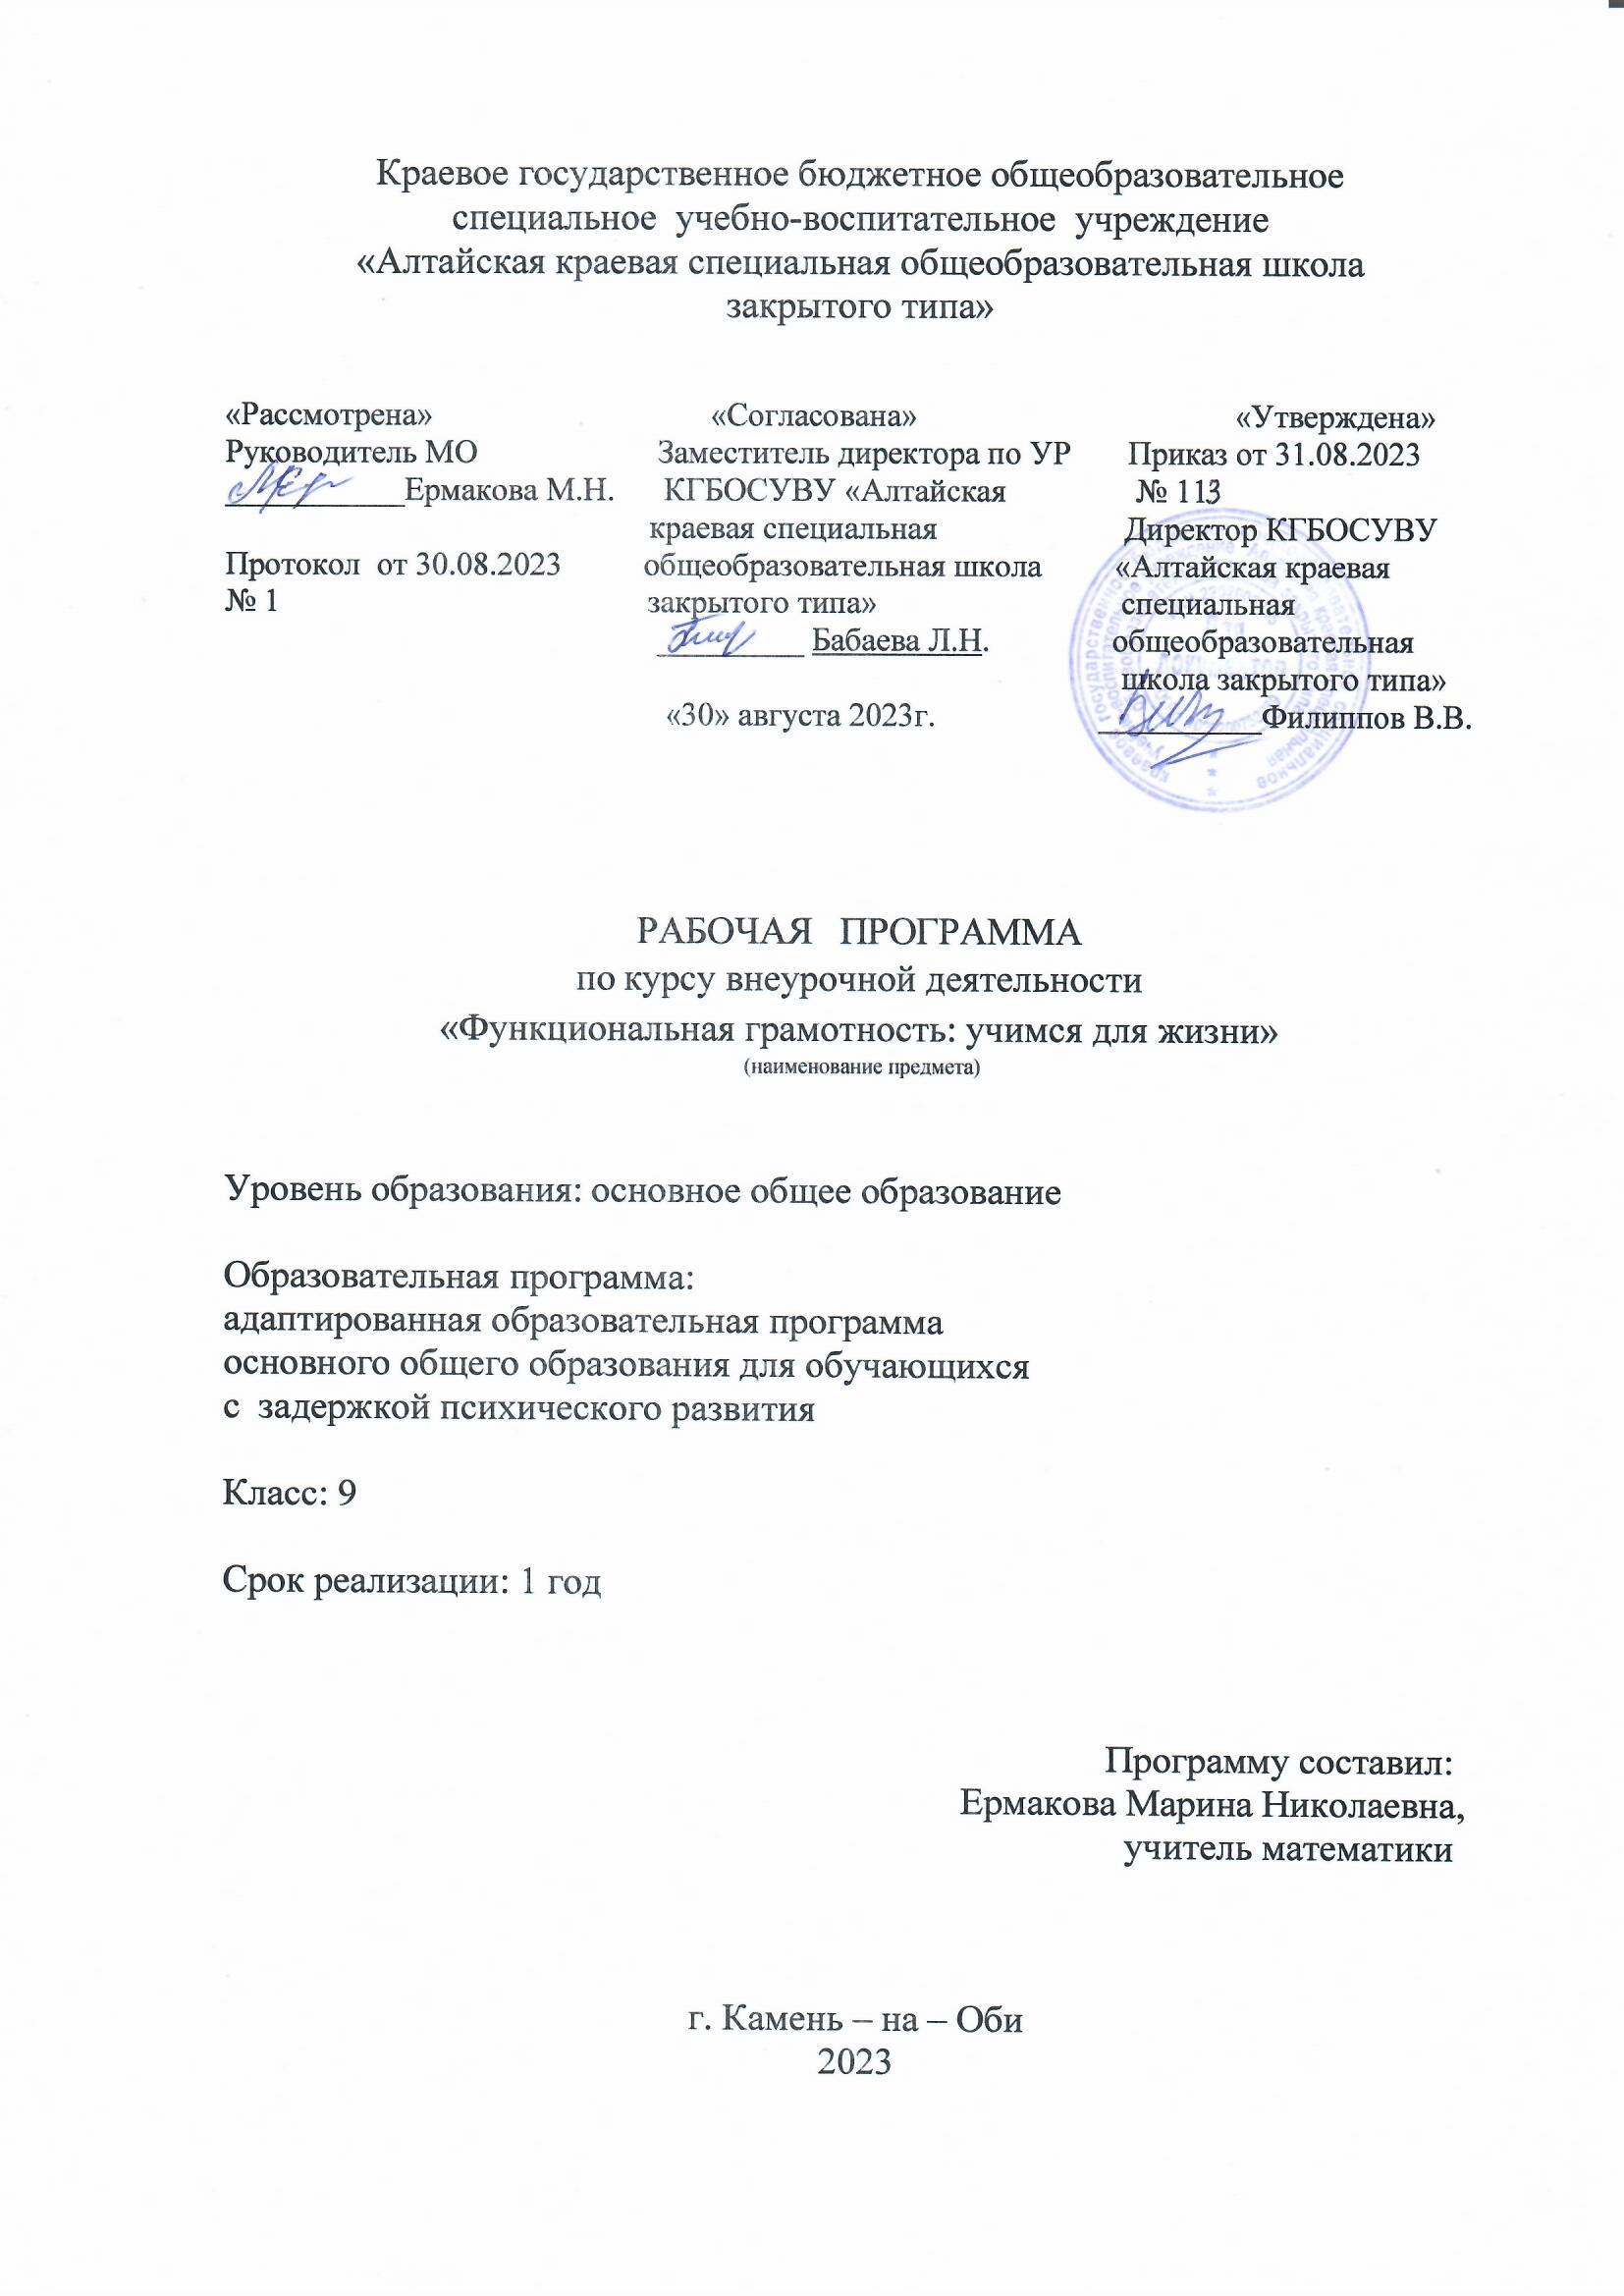 Краевое государственное бюджетное общеобразовательное
специальное учебно-воспитательное учреждение
«Алтайская краевая специальная общеобразовательная школа
закрытого типа»
«Рассмотрена»
Руководитель МО
___________Ермакова М.Н.
Протокол от 30.08.2023
№ 1
«Согласована»
Заместитель директора по УР
КГБОСУВУ «Алтайская
краевая специальная
общеобразовательная школа
закрытого типа»
_________ Бабаева Л.Н.
«30» августа 2023г.
«Утверждена»
Приказ от 31.08.2023
№ 113
Директор КГБОСУВУ
«Алтайская краевая
специальная
общеобразовательная
школа закрытого типа»
__________Филиппов В.В.
РАБОЧАЯ ПРОГРАММА
по курсу внеурочной деятельности
«Функциональная грамотность: учимся для жизни»
(наименование предмета)
Уровень образования: основное общее образование
Образовательная программа:
адаптированная образовательная программа
основного общего образования для обучающихся
с задержкой психического развития
Класс: 9
Срок реализации: 1 год
Программу составил:
Ермакова Марина Николаевна,
учитель математики
г. Камень – на – Оби
2023